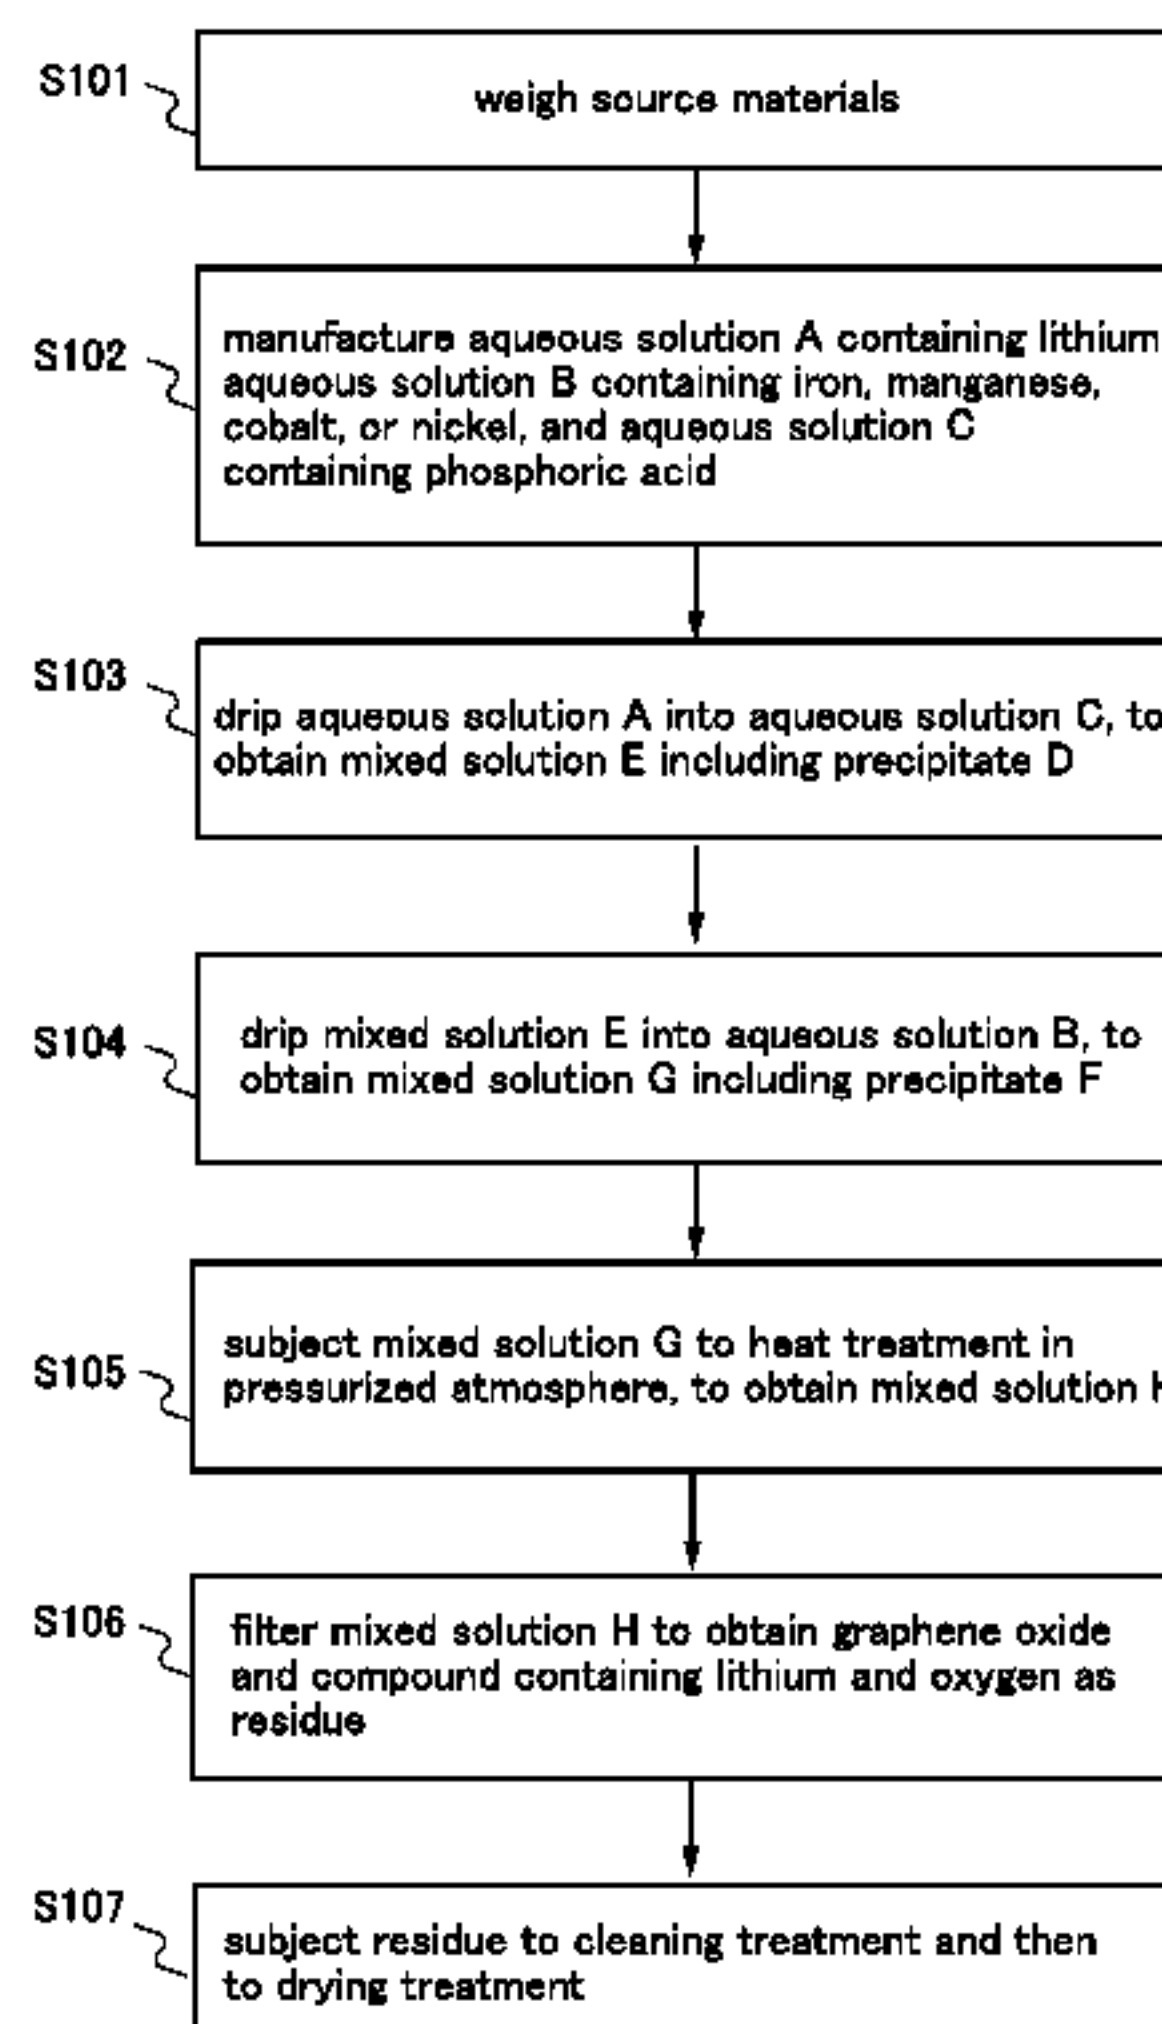 S101
weigh source materials
S102
manufacture aqueous solution A containing lithium
aqueous solution B containing iron, manganese,
cobalt, or nickel, and aqueous solution C
containing phosphoric acid
S103
drip aqueous solution A into aqueous solution C, to
obtain mixed solution E including precipitate D
S104
drip mixed solution E into aqueous solution B, to
obtain mixed solution G including precipitate F
S105
subject mixed solution G to heat treatment in
pressurized atmosphere, to obtain mixed solution
S106
filter mixed solution H to obtain graphene oxide
and compound containing lithium and oxygen as
residue
S107
subject residue to cleaning treatment and then
to drying treatment